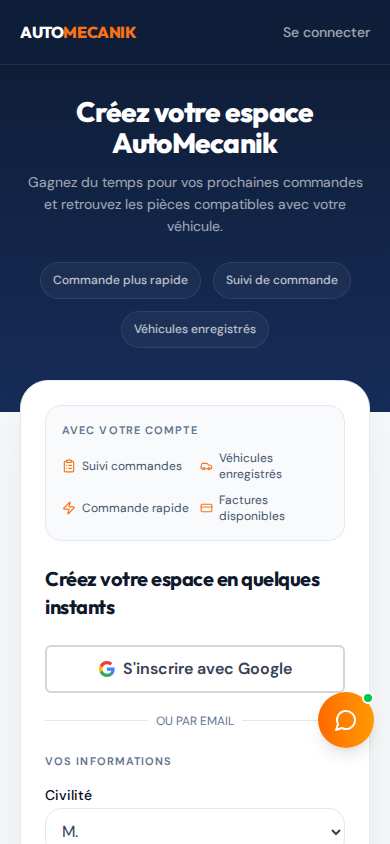 AUTOMECANIK
Se connecter
Créez votre espace
AutoMecanik
Gagnez du temps pour vos prochaines commandes
et retrouvez les pièces compatibles avec votre
véhicule.
Commande plus rapide
Suivi de commande
Véhicules enregistrés
AVEC VOTRE COMPTE
Suivi commandes
Véhicules
enregistrés
Commande rapide
Factures
disponibles
Créez votre espace en quelques
instants
S'inscrire avec Google
OU PAR EMAIL
VOS INFORMATIONS
Civilité
M.